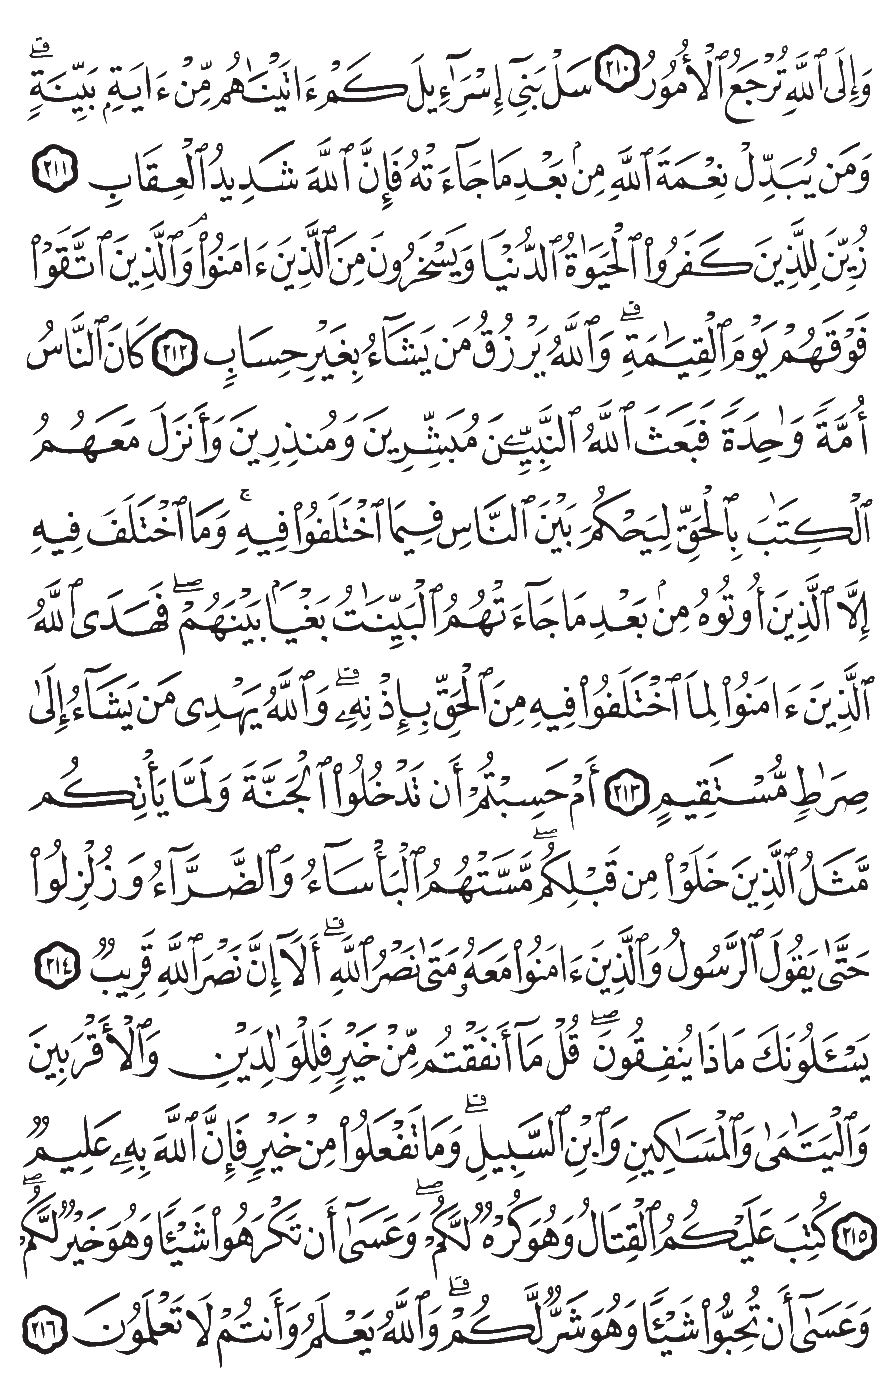 وَإِلَى ٱللَّهِ تُرْجَعُ ٱلْأُمُورُ ٢١٠ سَلْ بَنِىٓ إِسْرَٰٓءِيلَ كَمْ ءَاتَيْنَٰهُم مِّنْ ءَايَةٍۭ بَيِّنَةٍۗ
وَمَن يُبَدِّلْ نِعْمَةَ ٱللَّهِ مِنۢ بَعْدِ مَا جَآءَتْهُ فَإِنَّ ٱللَّهَ شَدِيدُ ٱلْعِقَابِ ٢١١
زُيِّنَ لِلَّذِينَ كَفَرُوا۟ ٱلْحَيَوٰةُ ٱلدُّنْيَا وَيَسْخَرُونَ مِنَ ٱلَّذِينَ ءَامَنُوا۟ۘ وَٱلَّذِينَ ٱتَّقَوْا۟
فَوْقَهُمْ يَوْمَ ٱلْقِيَٰمَةِۗ وَٱللَّهُ يَرْزُقُ مَن يَشَآءُ بِغَيْرِ حِسَابٍ ٢١٢ كَانَ ٱلنَّاسُ
أُمَّةً وَٰحِدَةً فَبَعَثَ ٱللَّهُ ٱلنَّبِيِّۦنَ مُبَشِّرِينَ وَمُنذِرِينَ وَأَنزَلَ مَعَهُمُ
ٱلْكِتَٰبَ بِٱلْحَقِّ لِيَحْكُمَ بَيْنَ ٱلنَّاسِ فِيمَا ٱخْتَلَفُوا۟ فِيهِۚ وَمَا ٱخْتَلَفَ فِيهِ
إِلَّا ٱلَّذِينَ أُوتُوهُ مِنۢ بَعْدِ مَا جَآءَتْهُمُ ٱلْبَيِّنَٰتُ بَغْيًۢا بَيْنَهُمْۖ فَهَدَى ٱللَّهُ
ٱلَّذِينَ ءَامَنُوا۟ لِمَا ٱخْتَلَفُوا۟ فِيهِ مِنَ ٱلْحَقِّ بِإِذْنِهِۦۗ وَٱللَّهُ يَهْدِى مَن يَشَآءُ إِلَىٰ
صِرَٰطٍ مُّسْتَقِيمٍ ٢١٣ أَمْ حَسِبْتُمْ أَن تَدْخُلُوا۟ ٱلْجَنَّةَ وَلَمَّا يَأْتِكُم
مَّثَلُ ٱلَّذِينَ خَلَوْا۟ مِن قَبْلِكُمۖ مَّسَّتْهُمُ ٱلْبَأْسَآءُ وَٱلضَّرَّآءُ وَزُلْزِلُوا۟
حَتَّىٰ يَقُولَ ٱلرَّسُولُ وَٱلَّذِينَ ءَامَنُوا۟ مَعَهُۥ مَتَىٰ نَصْرُ ٱللَّهِۗ أَلَآ إِنَّ نَصْرَ ٱللَّهِ قَرِيبٌ ٢١٤
يَسْـَٔلُونَكَ مَاذَا يُنفِقُونَۖ قُلْ مَآ أَنفَقْتُم مِّنْ خَيْرٍ فَلِلْوَٰلِدَيْنِ وَٱلْأَقْرَبِينَ
وَٱلْيَتَٰمَىٰ وَٱلْمَسَٰكِينِ وَٱبْنِ ٱلسَّبِيلِۗ وَمَا تَفْعَلُوا۟ مِنْ خَيْرٍ فَإِنَّ ٱللَّهَ بِهِۦ عَلِيمٌ
٢١٥ كُتِبَ عَلَيْكُمُ ٱلْقِتَالُ وَهُوَ كُرْهٌ لَّكُمْۖ وَعَسَىٰٓ أَن تَكْرَهُوا۟ شَيْـًٔا وَهُوَ خَيْرٌ لَّكُمْۖ
وَعَسَىٰٓ أَن تُحِبُّوا۟ شَيْـًٔا وَهُوَ شَرٌّ لَّكُمْۗ وَٱللَّهُ يَعْلَمُ وَأَنتُمْ لَا تَعْلَمُونَ ٢١٦